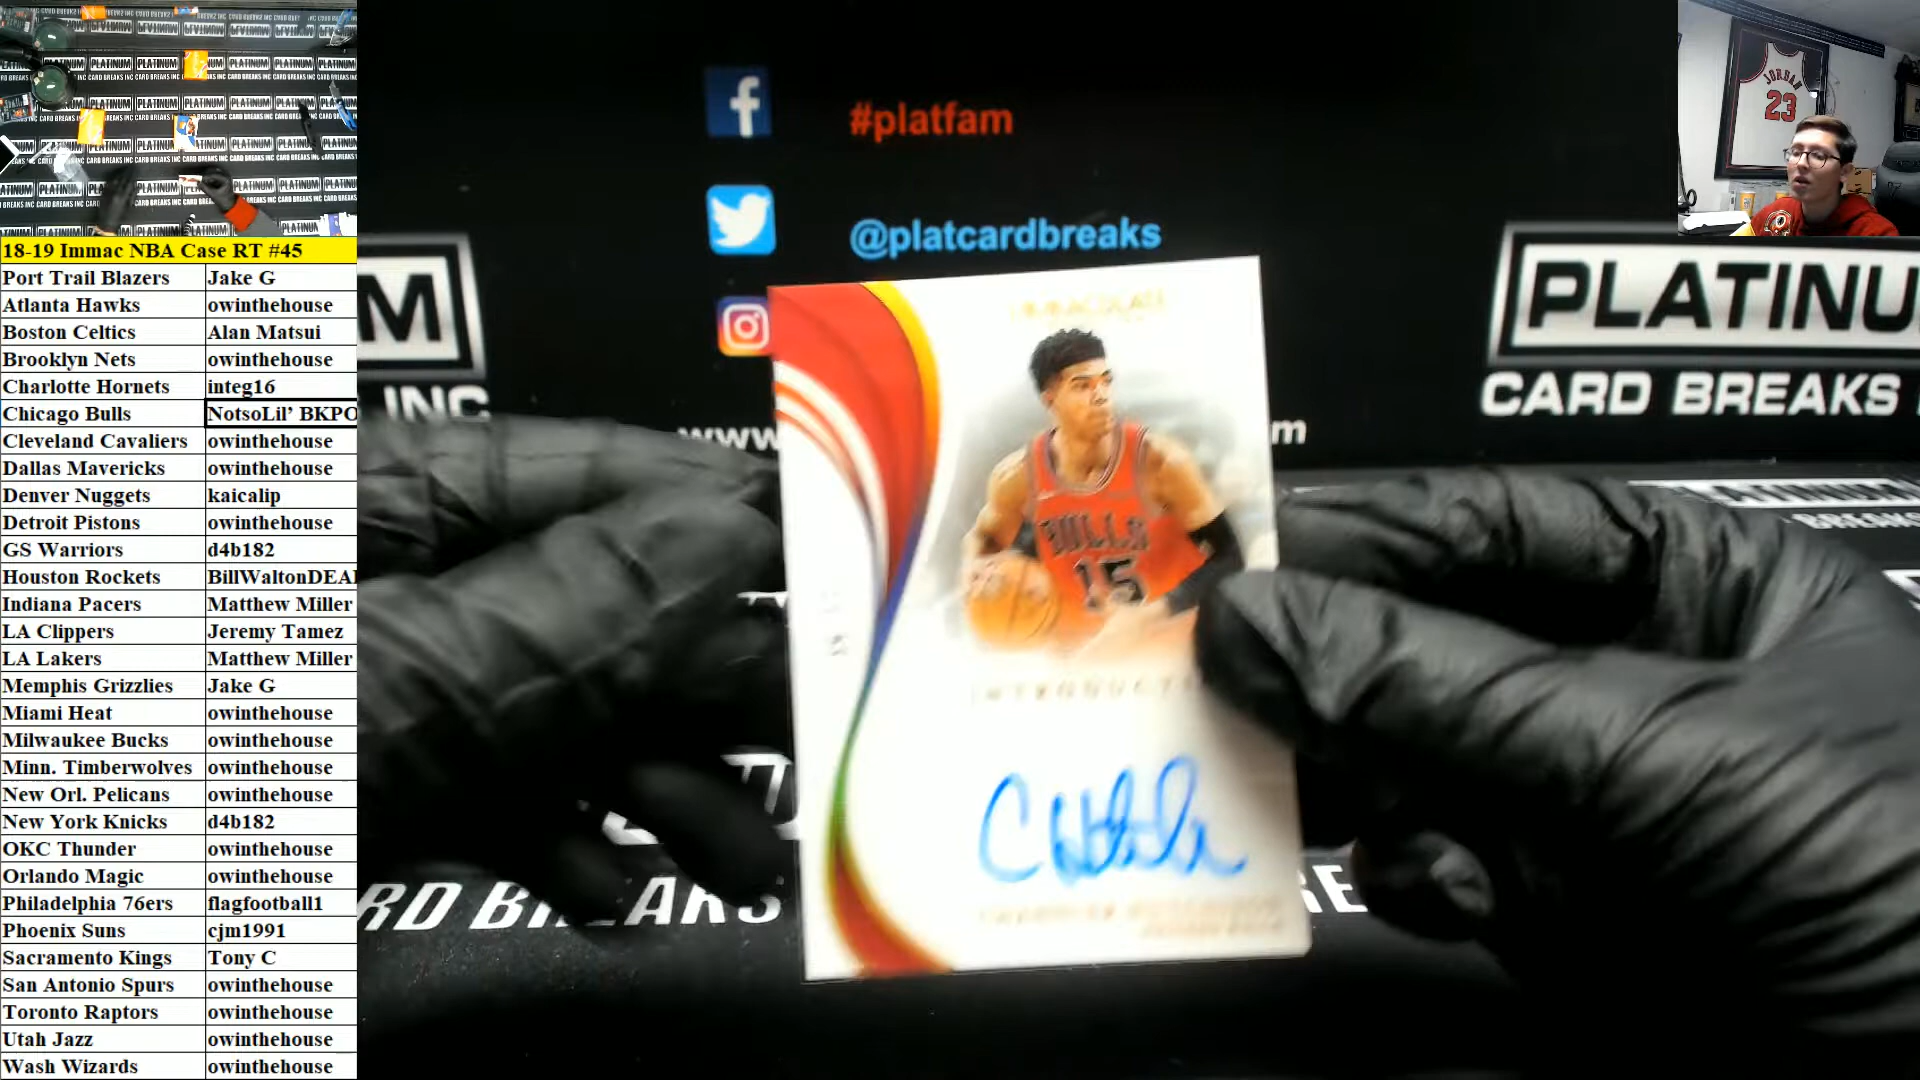 18-19 Immac NBA Case RT #45
Port Trail Blazers Jake G
Atlanta Hawks owinthehouse
Boston Celtics Alan Matsui
Brooklyn Nets owinthehouse
Charlotte Hornets integ16
Chicago Bulls NotsoLil’ BKPO
Cleveland Cavaliers owinthehouse
Dallas Mavericks owinthehouse
Denver Nuggets kaicalip
Detroit Pistons owinthehouse
GS Warriors d4b182
Houston Rockets BillWaltonDEA
Indiana Pacers Matthew Miller
LA Clippers Jeremy Tamez
LA Lakers Matthew Miller
Memphis Grizzlies Jake G
Miami Heat owinthehouse
Milwaukee Bucks owinthehouse
Minn. Timberwolves owinthehouse
New Orl. Pelicans owinthehouse
New York Knicks d4b182
OKC Thunder owinthehouse
Orlando Magic owinthehouse
Philadelphia 76ers flagfootball1
Phoenix Suns cjm1991
Sacramento Kings Tony C
San Antonio Spurs owinthehouse
Toronto Raptors owinthehouse
Utah Jazz owinthehouse
Wash Wizards owinthehouse
#platfam
@platcardbreaks
www
m
M
INC
PLATINU
CARD BREAKS
IMMACULATE
BULLS
15
JORDAN
23